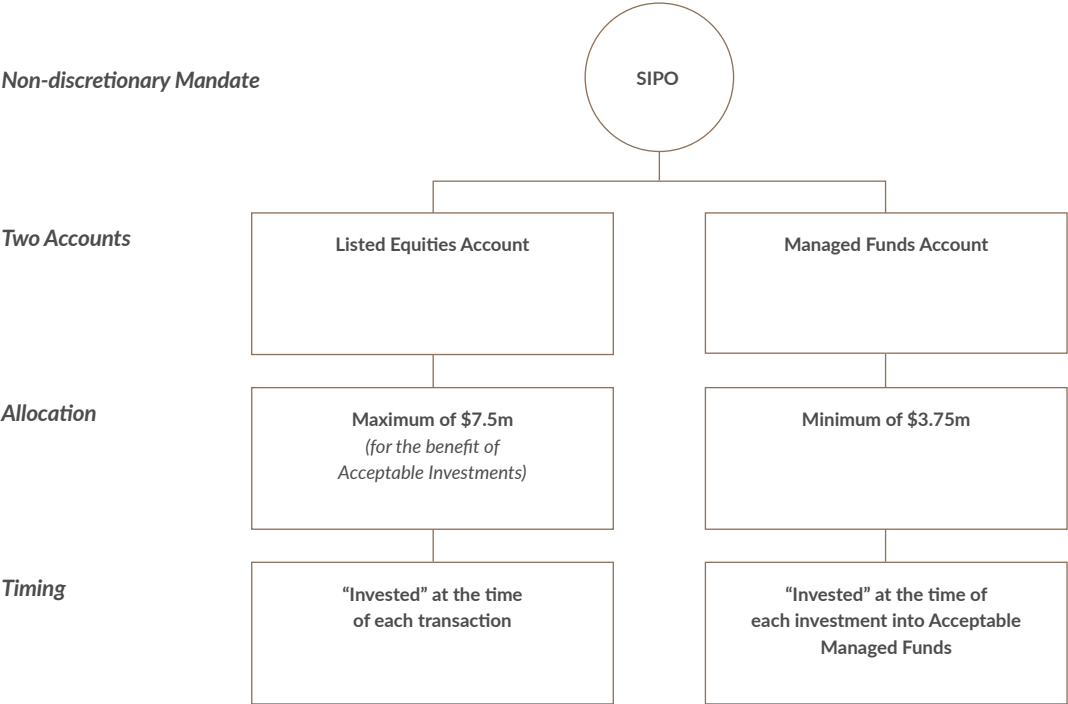 Non-discretionary Mandate
SIPO
Two Accounts
Listed Equities Account
Managed Funds Account
Allocation
Maximum of $7.5m
(for the benefit of
Acceptable Investments)
Minimum of $3.75m
Timing
“Invested” at the time
of each transaction
“Invested” at the time of
each investment into Acceptable
Managed Funds